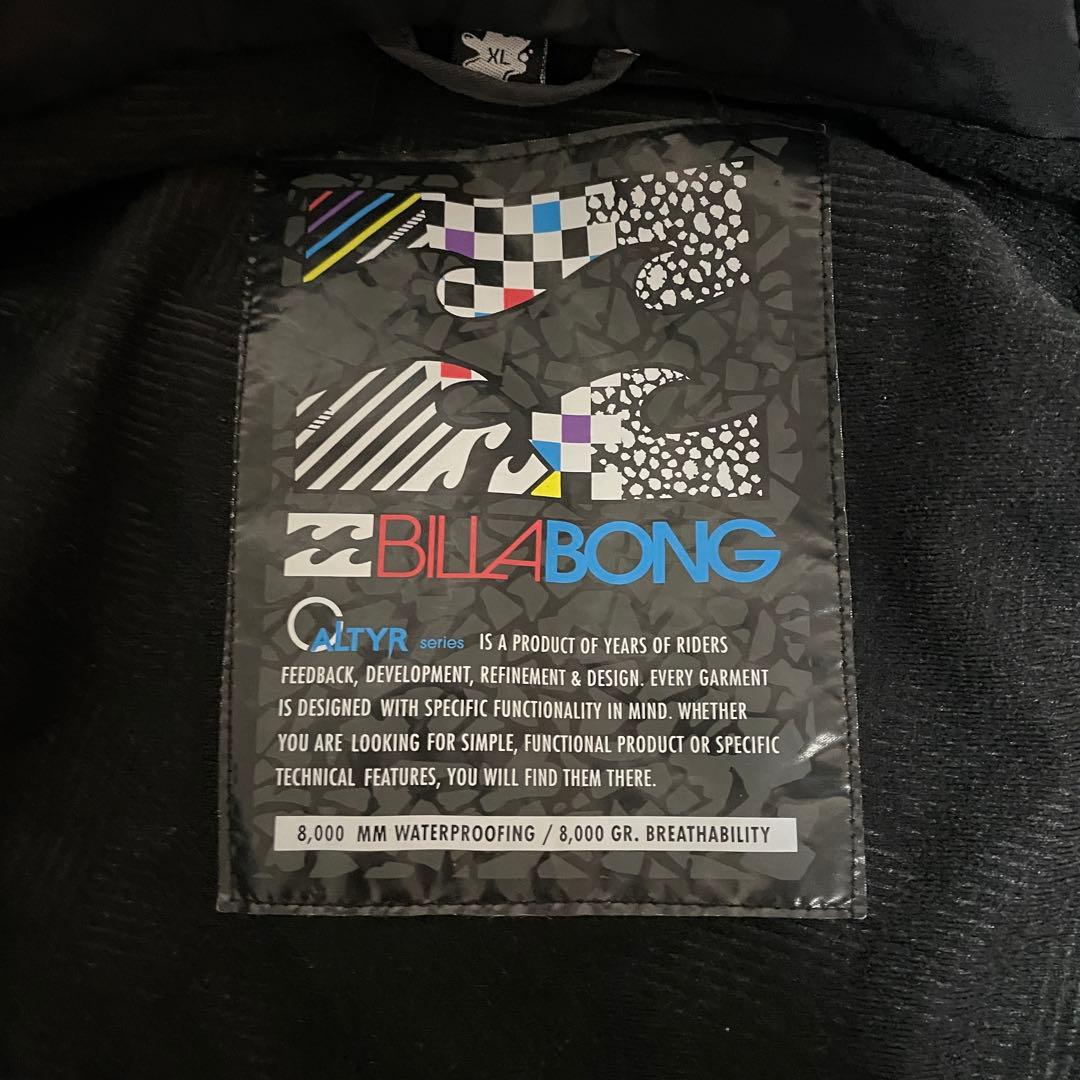 XL
BILLABONG
ALTYR series IS A PRODUCT OF YEARS OF RIDERS
FEEDBACK, DEVELOPMENT, REFINEMENT & DESIGN. EVERY GARMENT
IS DESIGNED WITH SPECIFIC FUNCTIONALITY IN MIND. WHETHER
YOU ARE LOOKING FOR SIMPLE, FUNCTIONAL PRODUCT OR SPECIFIC
TECHNICAL FEATURES, YOU WILL FIND THEM THERE.
8,000 MM WATERPROOFING / 8,000 GR. BREATHABILITY